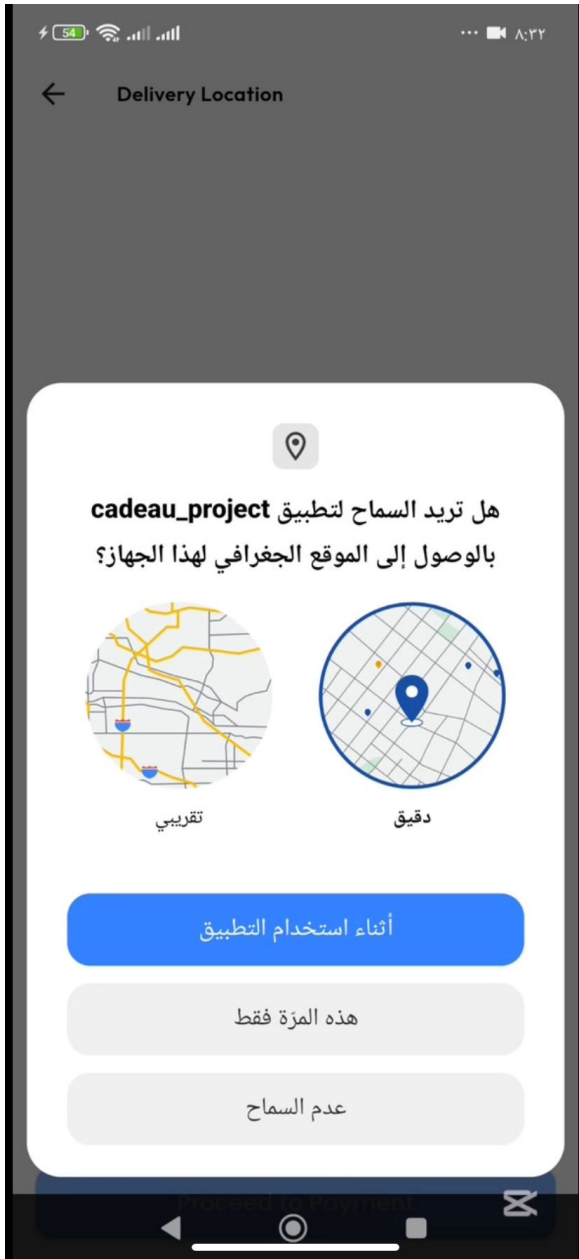 54
··· ٨:٣٢
Delivery Location
هل تريد السماح لتطبيق cadeau_project
بالوصول إلى الموقع الجغرافي لهذا الجهاز؟
دقيق
تقريبي
أثناء استخدام التطبيق
هذه المرّة فقط
عدم السماح
Proceed to Payment